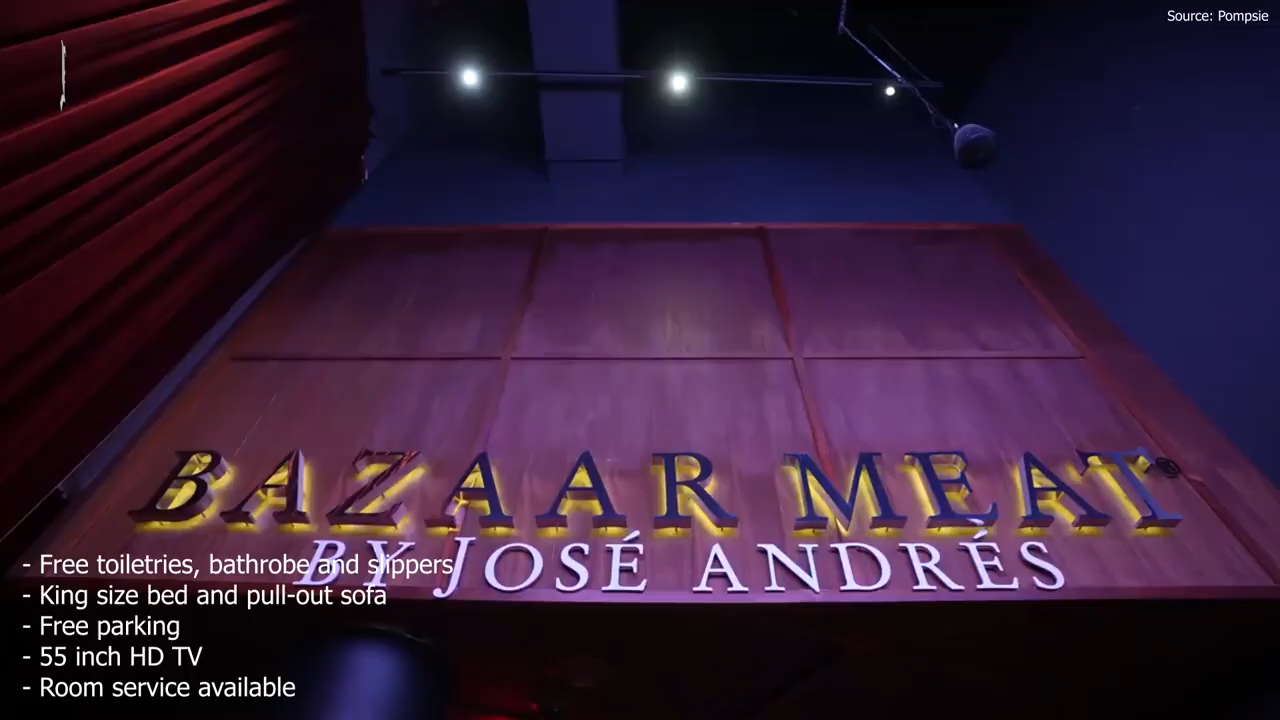 Source: Pompsie
BAZAAR MEAT
BY JOSÉ ANDRÉS
- Free toiletries, bathrobe and slippers
- King size bed and pull-out sofa
- Free parking
- 55 inch HD TV
- Room service available